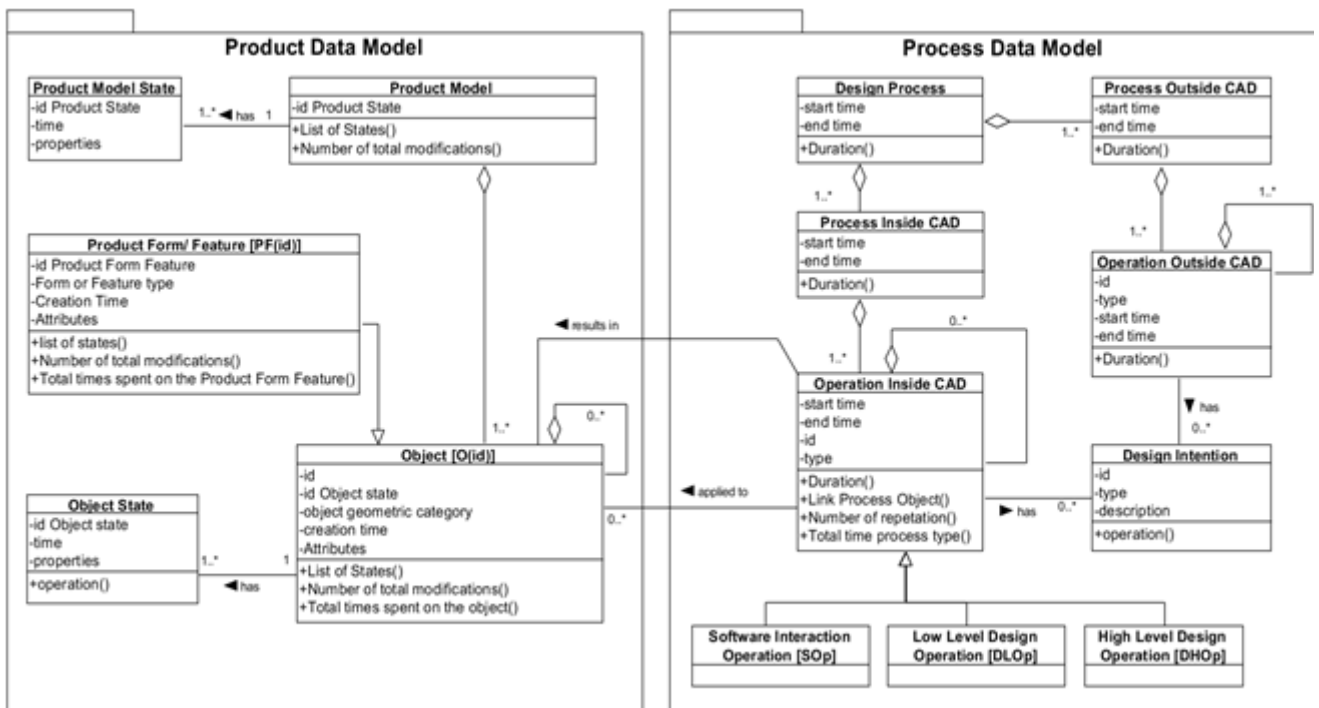 Product Data Model
Product Model State
-id Product State
-time
-properties
1..* ◄ has 1
Product Model
-id Product State
+List of States()
+Number of total modifications()
Product Form/ Feature [PF(id)]
-id Product Form Feature
-Form or Feature type
-Creation Time
-Attributes
+list of states()
+Number of total modifications()
+Total times spent on the Product Form Feature()
1..*
0..*
Object [O(id)]
-id
-id Object state
-object geometric category
-creation time
-Attributes
+List of States()
+Number of total modifications()
+Total times spent on the object()
Object State
-id Object state
-time
-properties
+operation()
1..* 1
◄ has
◄ results in
◄ applied to
0..*
Process Data Model
Design Process
-start time
-end time
+Duration()
1..*
Process Outside CAD
-start time
-end time
+Duration()
1..*
Process Inside CAD
-start time
-end time
+Duration()
1..*
1..*
1..*
Operation Outside CAD
-id
-type
-start time
-end time
+Duration()
0..*
Operation Inside CAD
-start time
-end time
-id
-type
+Duration()
+Link Process Object()
+Number of repetation()
+Total time process type()
▼ has
0..*
Design Intention
-id
-type
-description
+operation()
► has
0..*
Software Interaction
Operation [SOp]
Low Level Design
Operation [DLOp]
High Level Design
Operation [DHOp]